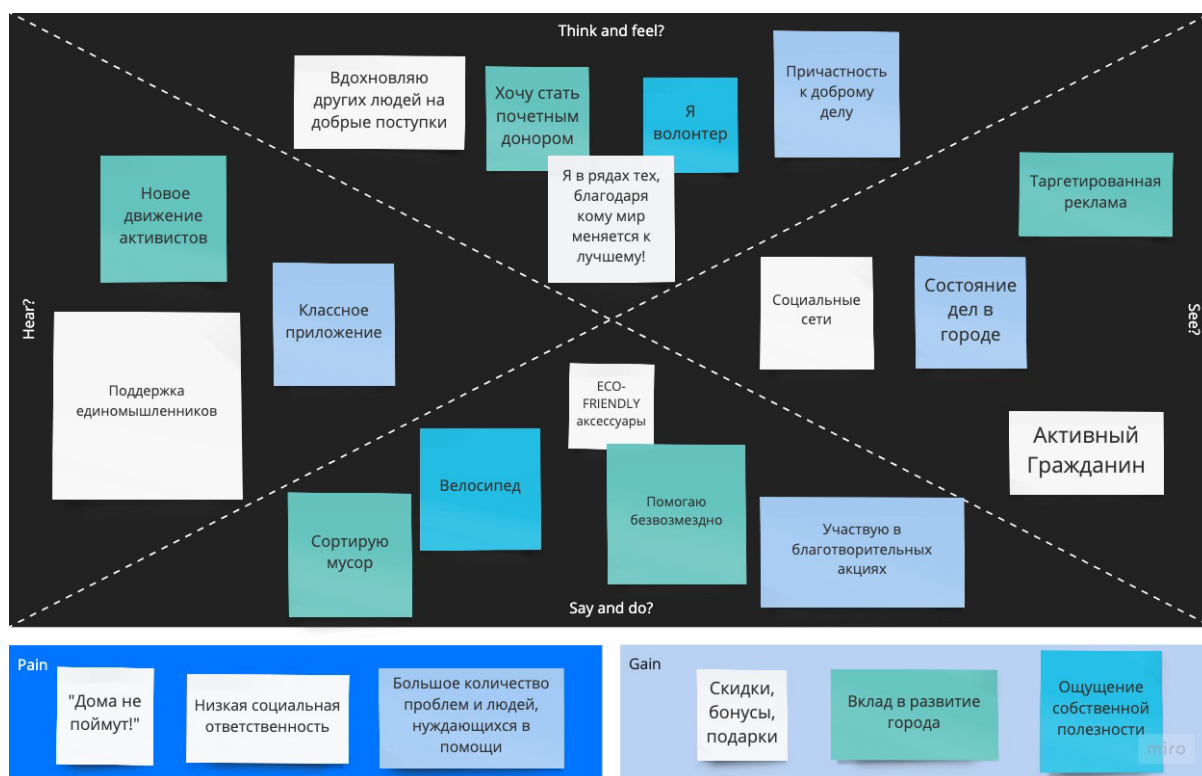 Think and feel?
Вдохновляю
других людей на
добрые поступки
Хочу стать
почетным
донором
Я
волонтер
Причастность
к доброму
делу
Я в рядах тех,
благодаря
кому мир
меняется к
лучшему!
Hear?
Новое
движение
активистов
Классное
приложение
Поддержка
единомышленников
See?
Таргетированная
реклама
Социальные
сети
Состояние
дел в
городе
Активный
Гражданин
ECO-
FRIENDLY
аксессуары
Велосипед
Сортирую
мусор
Помогаю
безвозмездно
Участвую в
благотворительных
акциях
Say and do?
Pain
"Дома не
поймут!"
Низкая социальная
ответственность
Большое количество
проблем и людей,
нуждающихся в
помощи
Gain
Скидки,
бонусы,
подарки
Вклад в развитие
города
Ощущение
собственной
полезности
miro